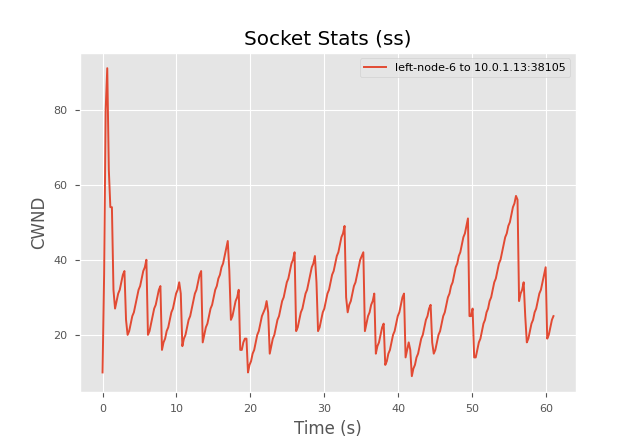 Socket Stats (ss)
left-node-6 to 10.0.1.13:38105
CWND
80
60
40
20
0 10 20 30 40 50 60
Time (s)